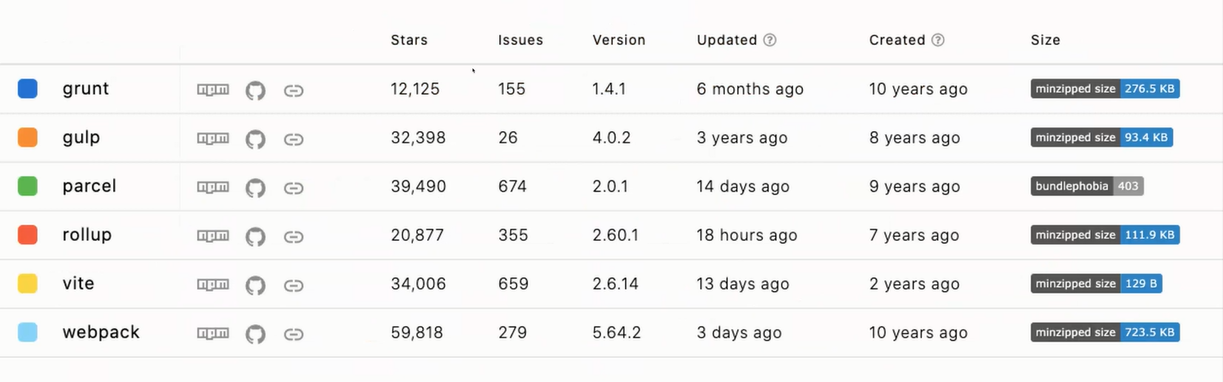 Stars Issues Version Updated ? Created ? Size
grunt npm 12,125 155 1.4.1 6 months ago 10 years ago minzipped size 276.5 KB
gulp npm 32,398 26 4.0.2 3 years ago 8 years ago minzipped size 93.4 KB
parcel npm 39,490 674 2.0.1 14 days ago 9 years ago bundlephobia 403
rollup npm 20,877 355 2.60.1 18 hours ago 7 years ago minzipped size 111.9 KB
vite npm 34,006 659 2.6.14 13 days ago 2 years ago minzipped size 129 B
webpack npm 59,818 279 5.64.2 3 days ago 10 years ago minzipped size 723.5 KB